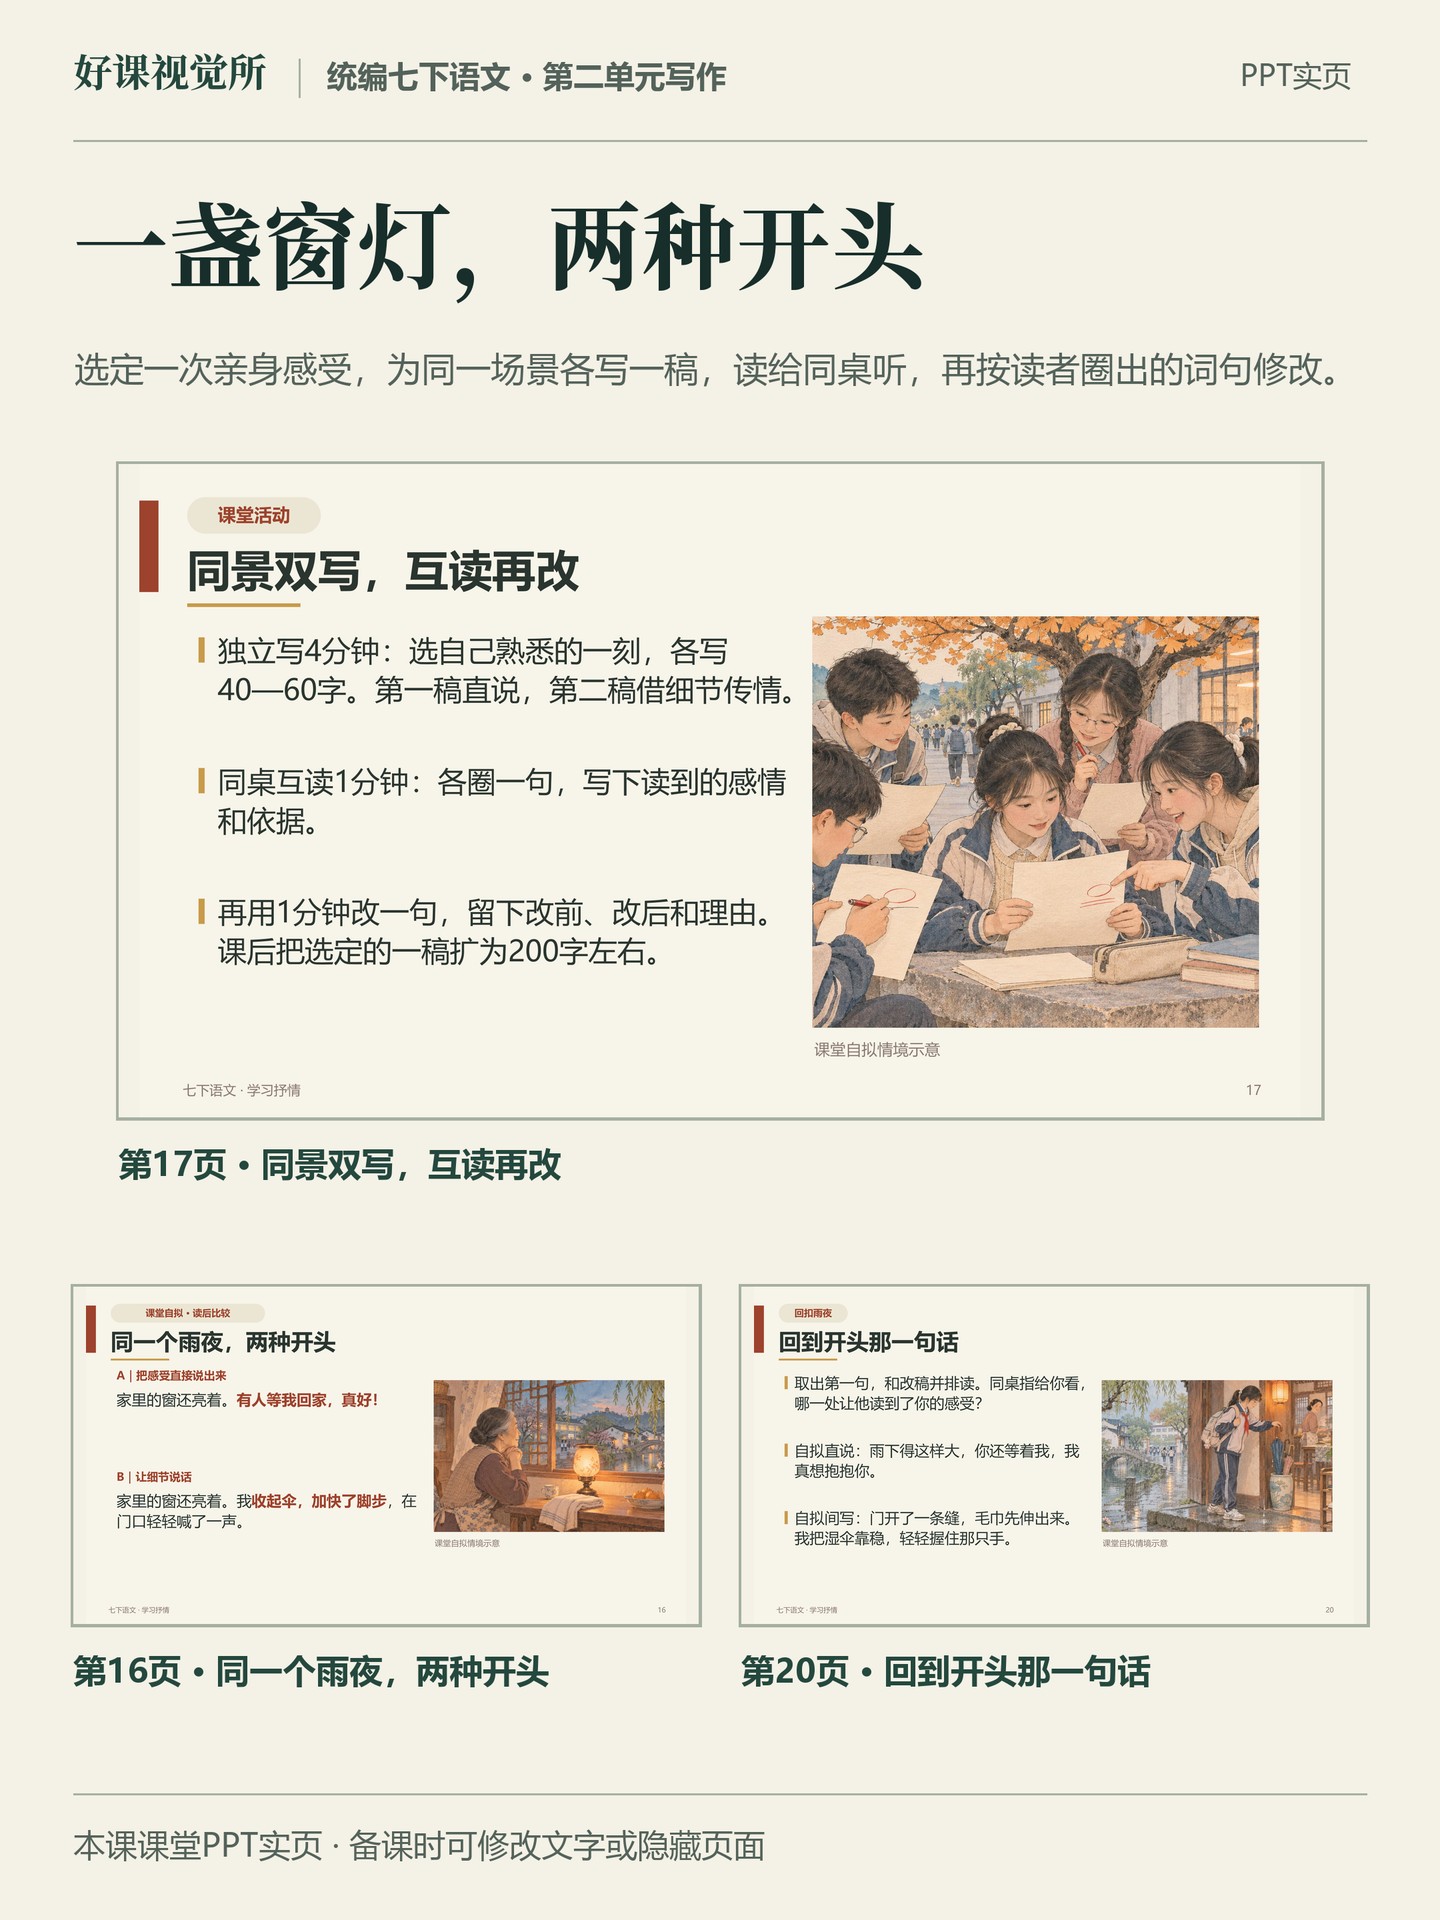 好课视觉所
统编七下语文·第二单元写作
PPT实页
一盏窗灯，两种开头
选定一次亲身感受，为同一场景各写一稿，读给同桌听，再按读者圈出的词句修改。
课堂活动
同景双写，互读再改
独立写4分钟：选自己熟悉的一刻，各写
40—60字。第一稿直说，第二稿借细节传情。
同桌互读1分钟：各圈一句，写下读到的感情
和依据。
再用1分钟改一句，留下改前、改后和理由。
课后把选定的一稿扩为200字左右。
课堂自拟情境示意
七下语文·学习抒情
17
第17页·同景双写，互读再改
课堂自拟·读后比较
同一个雨夜，两种开头
A｜把感受直接说出来
家里的窗还亮着。有人等我回家，真好！
B｜让细节说话
家里的窗还亮着。我收起伞，加快了脚步，在
门口轻轻喊了一声。
课堂自拟情境示意
七下语文·学习抒情
16
第16页·同一个雨夜，两种开头
回扣雨夜
回到开头那一句话
取出第一句，和改稿并排读。同桌指给你看，
哪一处让他读到了你的感受？
自拟直说：雨下得这样大，你还等着我，我
真想抱抱你。
自拟间写：门开了一条缝，毛巾先伸出来。
我把湿伞靠稳，轻轻握住那只手。
课堂自拟情境示意
七下语文·学习抒情
20
第20页·回到开头那一句话
本课课堂PPT实页·备课时可修改文字或隐藏页面